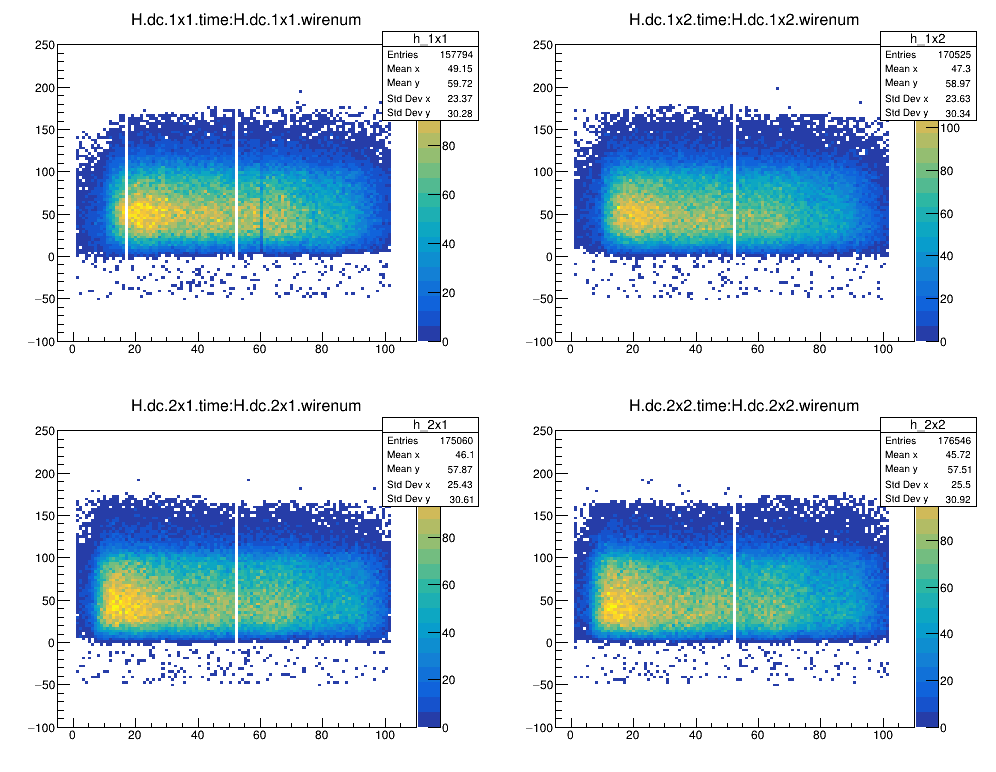 H.dc.1x1.time:H.dc.1x1.wirenum
h_1x1
Entries 157794
Mean x 49.15
Mean y 59.72
Std Dev x 23.37
Std Dev y 30.28
250
200
150
100
50
0
−50
−100
0 20 40 60 80 100
80
60
40
20
0
H.dc.1x2.time:H.dc.1x2.wirenum
h_1x2
Entries 170525
Mean x 47.3
Mean y 58.97
Std Dev x 23.63
Std Dev y 30.34
250
200
150
100
50
0
−50
−100
0 20 40 60 80 100
100
80
60
40
20
0
H.dc.2x1.time:H.dc.2x1.wirenum
h_2x1
Entries 175060
Mean x 46.1
Mean y 57.87
Std Dev x 25.43
Std Dev y 30.61
250
200
150
100
50
0
−50
−100
0 20 40 60 80 100
80
60
40
20
0
H.dc.2x2.time:H.dc.2x2.wirenum
h_2x2
Entries 176546
Mean x 45.72
Mean y 57.51
Std Dev x 25.5
Std Dev y 30.92
250
200
150
100
50
0
−50
−100
0 20 40 60 80 100
80
60
40
20
0